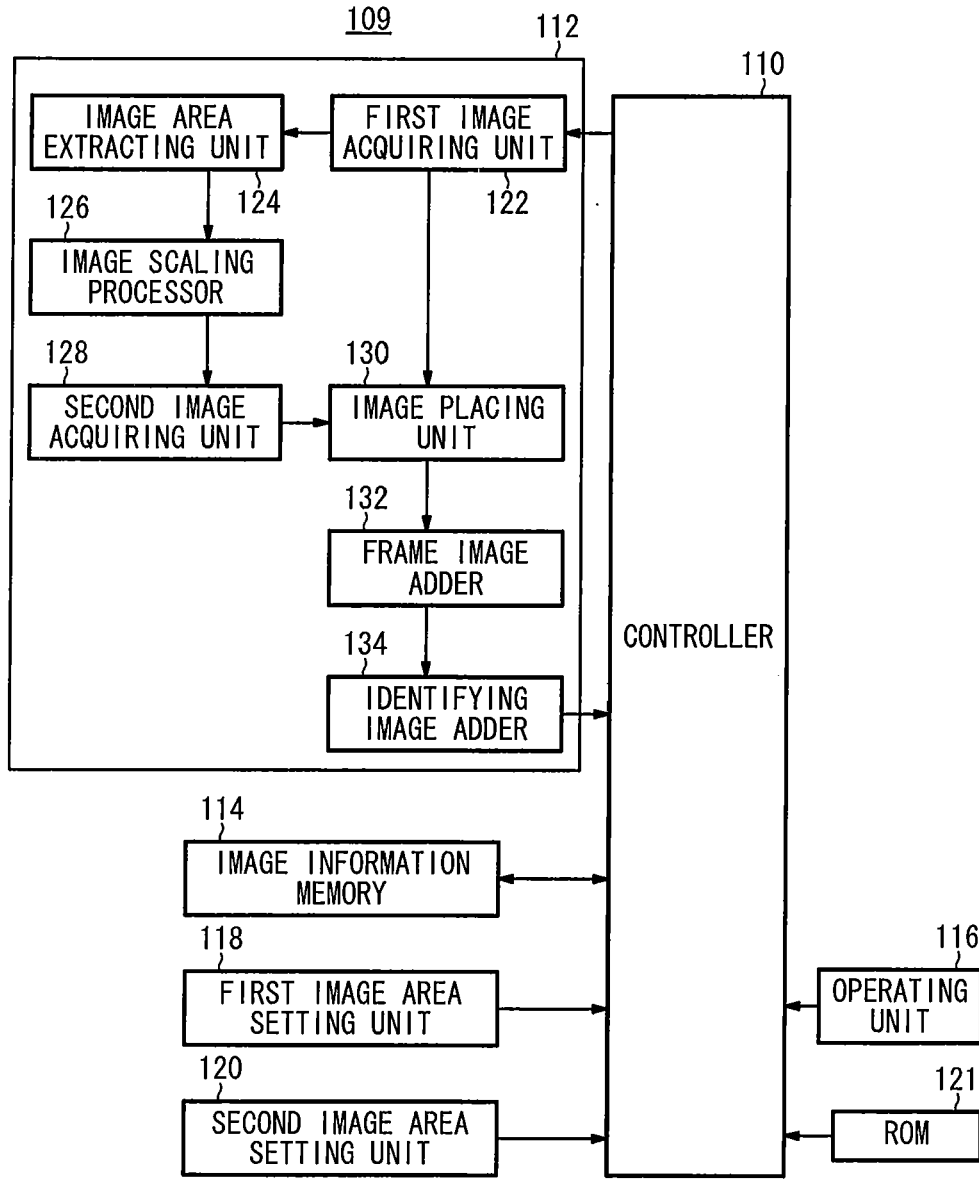 109
112
110
IMAGE AREA
EXTRACTING UNIT
124
FIRST IMAGE
ACQUIRING UNIT
122
126
IMAGE SCALING
PROCESSOR
128
SECOND IMAGE
ACQUIRING UNIT
130
IMAGE PLACING
UNIT
132
FRAME IMAGE
ADDER
134
IDENTIFYING
IMAGE ADDER
CONTROLLER
114
IMAGE INFORMATION
MEMORY
118
FIRST IMAGE AREA
SETTING UNIT
116
OPERATING
UNIT
120
SECOND IMAGE AREA
SETTING UNIT
121
ROM